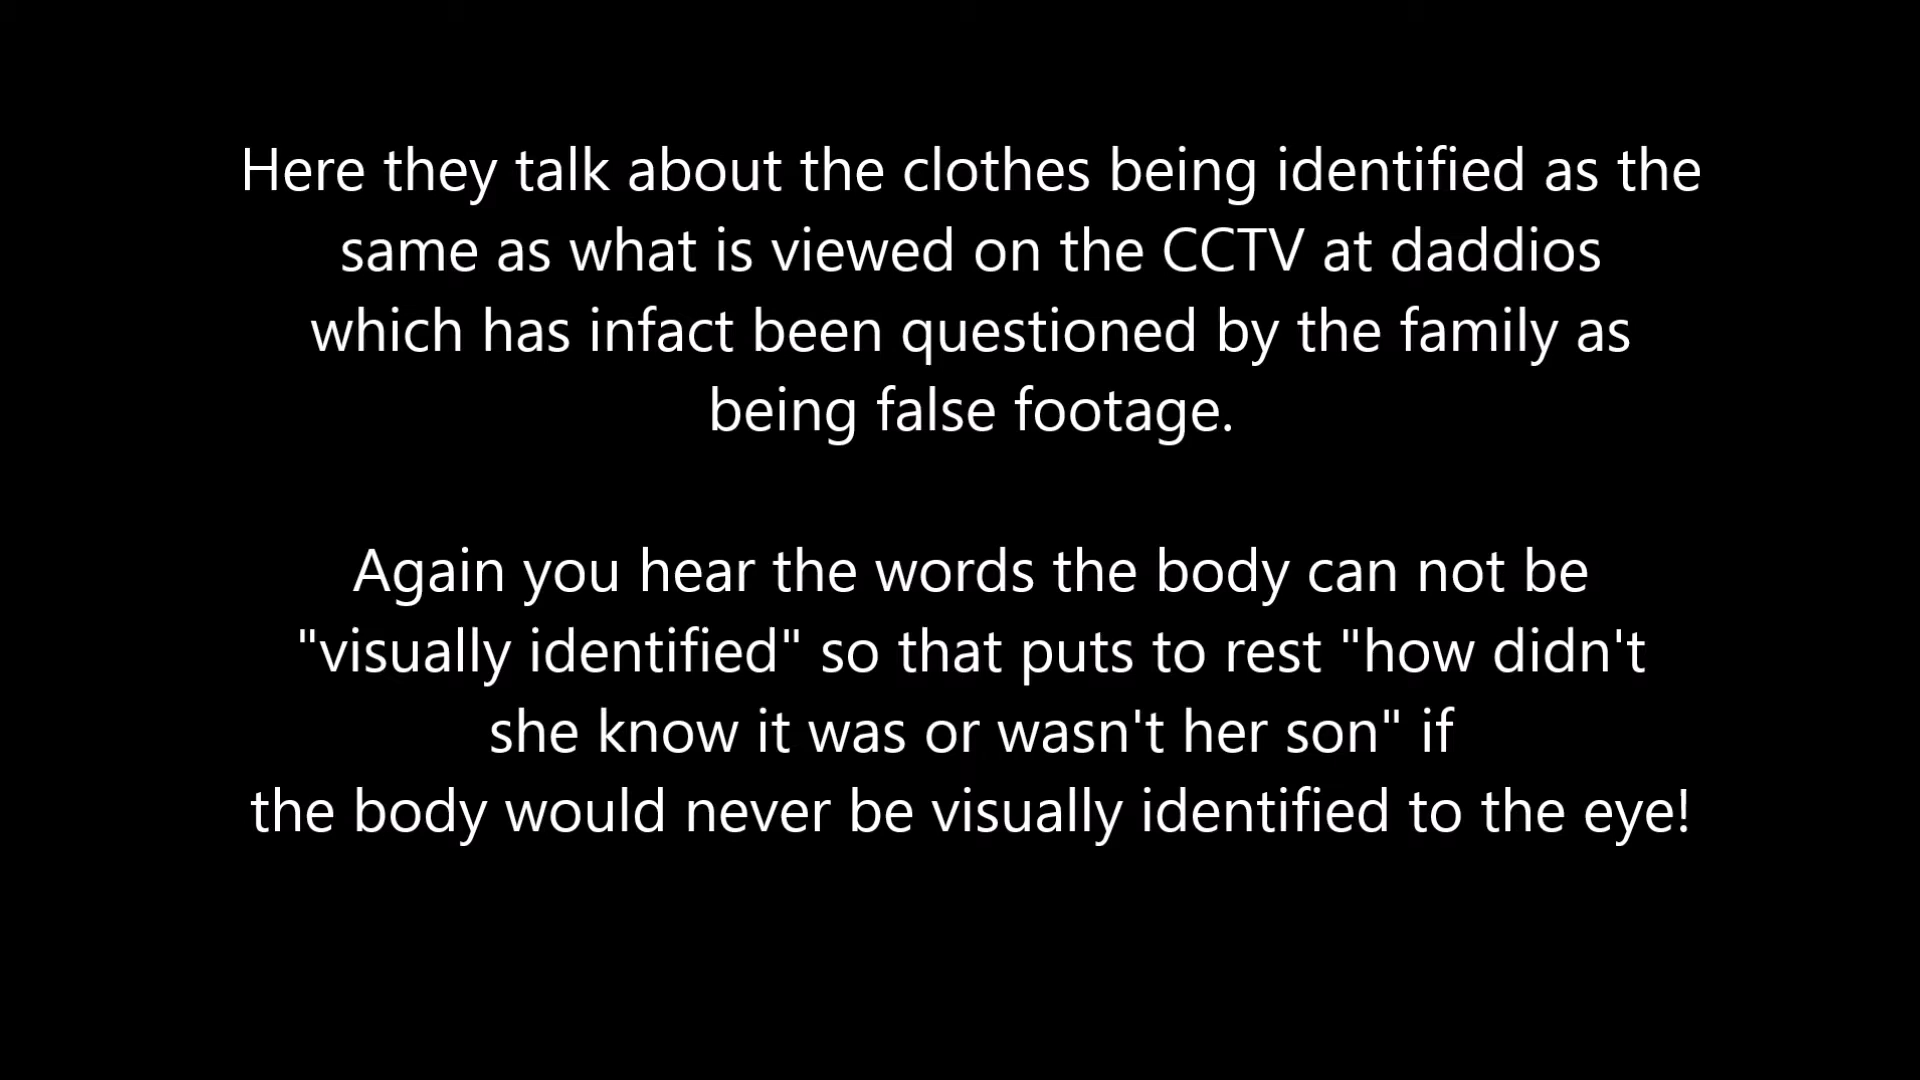 Here they talk about the clothes being identified as the
same as what is viewed on the CCTV at daddios
which has infact been questioned by the family as
being false footage.
Again you hear the words the body can not be
"visually identified" so that puts to rest "how didn't
she know it was or wasn't her son" if
the body would never be visually identified to the eye!